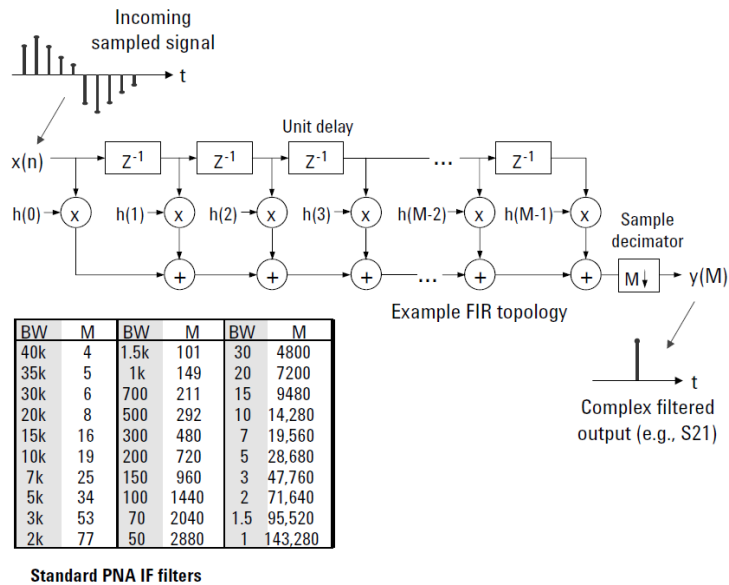 Incoming
sampled signal
t
Unit delay
x(n) Z-1 Z-1 Z-1 ... Z-1
h(0) x h(1) x h(2) x h(3) x h(M-2) x h(M-1) x
Sample
decimator
+ + + ... + + M↓ y(M)
Example FIR topology
t
Complex filtered
output (e.g., S21)
BW M BW M BW M
40k 4 1.5k 101 30 4800
35k 5 1k 149 20 7200
30k 6 700 211 15 9480
20k 8 500 292 10 14,280
15k 16 300 480 7 19,560
10k 19 200 720 5 28,680
7k 25 150 960 3 47,760
5k 34 100 1440 2 71,640
3k 53 70 2040 1.5 95,520
2k 77 50 2880 1 143,280
Standard PNA IF filters